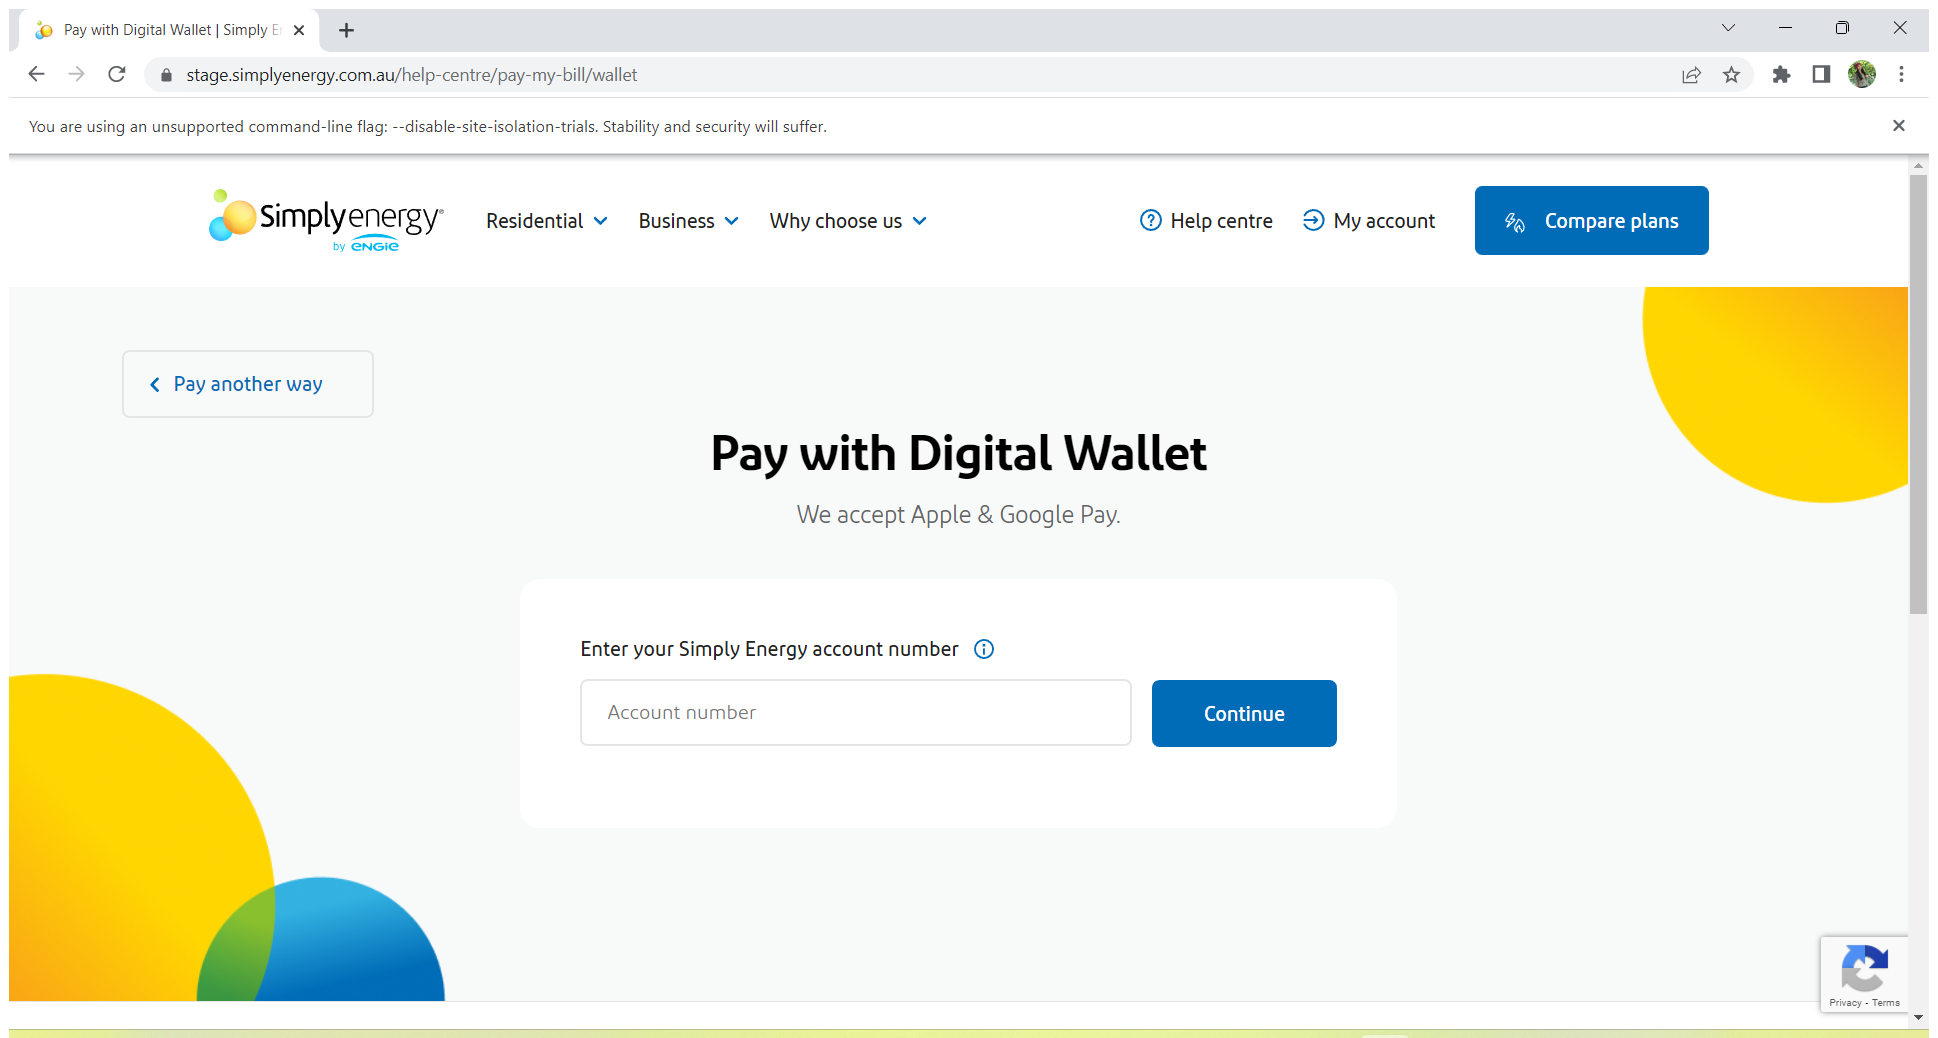 Pay with Digital Wallet | Simply E
stage.simplyenergy.com.au/help-centre/pay-my-bill/wallet
You are using an unsupported command-line flag: --disable-site-isolation-trials. Stability and security will suffer.
Simplyenergy®
by ENGIE
Residential
Business
Why choose us
Help centre
My account
Compare plans
Pay another way
Pay with Digital Wallet
We accept Apple & Google Pay.
Enter your Simply Energy account number
Account number
Continue
Privacy - Terms